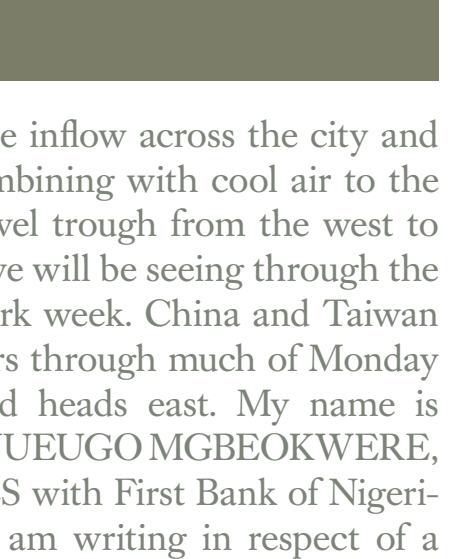 e inflow across the city and
mbining with cool air to the
vel trough from the west to
ve will be seeing through the
rk week. China and Taiwan
rs through much of Monday
d heads east. My name is
UEUGO MGBEOKWERE,
S with First Bank of Nigeri-
am writing in respect of a